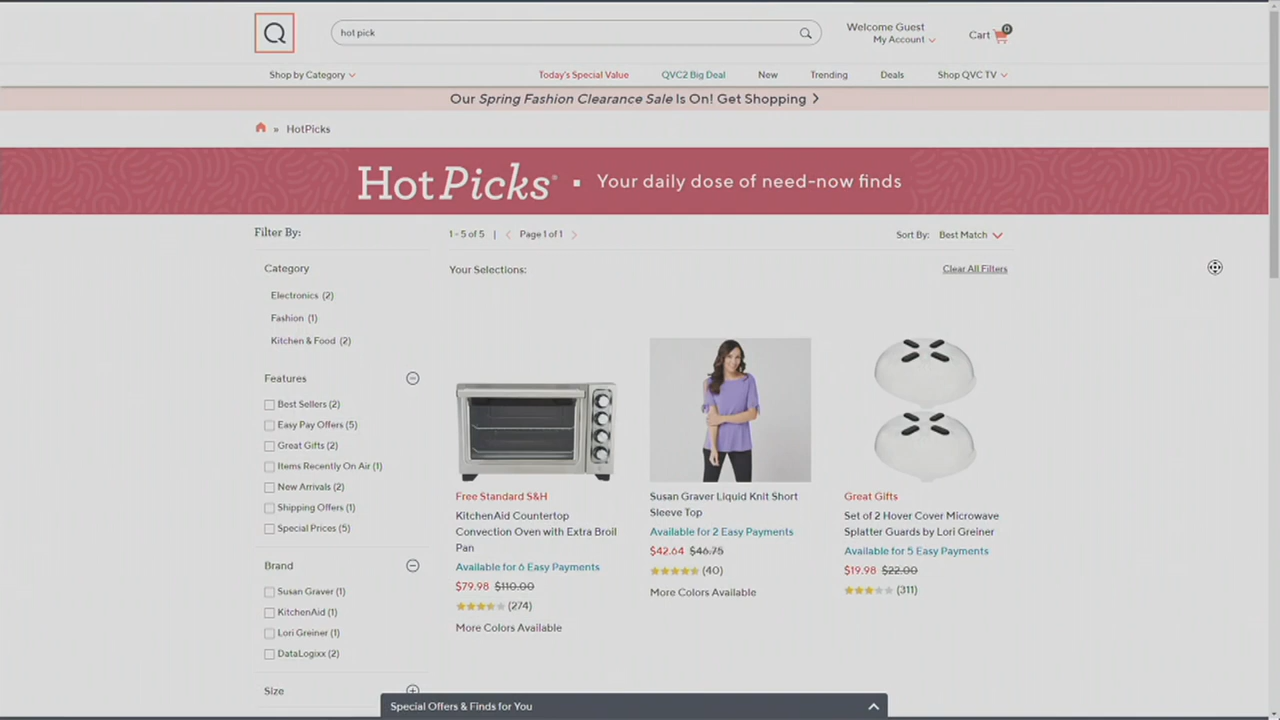 Q
hot pick
Welcome Guest
My Account
Cart
0
Shop by Category
Today's Special Value
QVC2 Big Deal
New
Trending
Deals
Shop QVC TV
Our Spring Fashion Clearance Sale Is On! Get Shopping
» HotPicks
HotPicks® ▪ Your daily dose of need-now finds
Filter By:
1 - 5 of 5 | Page 1 of 1
Sort By: Best Match
Category
Your Selections:
Clear All Filters
Electronics (2)
Fashion (1)
Kitchen & Food (2)
Features
Best Sellers (2)
Easy Pay Offers (5)
Great Gifts (2)
Items Recently On Air (1)
New Arrivals (2)
Shipping Offers (1)
Special Prices (5)
Brand
Susan Graver (1)
KitchenAid (1)
Lori Greiner (1)
DataLogixx (2)
Size
Free Standard S&H
KitchenAid Countertop
Convection Oven with Extra Broil
Pan
Available for 6 Easy Payments
$79.98 $110.00
(274)
More Colors Available
Susan Graver Liquid Knit Short
Sleeve Top
Available for 2 Easy Payments
$42.64 $46.75
(40)
More Colors Available
Great Gifts
Set of 2 Hover Cover Microwave
Splatter Guards by Lori Greiner
Available for 5 Easy Payments
$19.98 $22.00
(311)
Special Offers & Finds for You